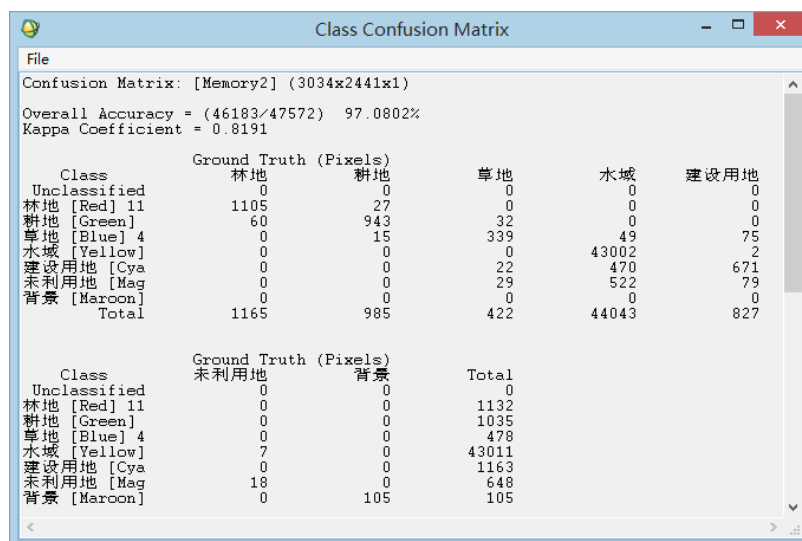 Class Confusion Matrix
File
Confusion Matrix: [Memory2] (3034x2441x1)
Overall Accuracy = (46183/47572) 97.0802%
Kappa Coefficient = 0.8191
Ground Truth (Pixels)
Class 林地 耕地 草地 水域 建设用地
Unclassified 0 0 0 0 0
林地 [Red] 11 1105 27 0 0 0
耕地 [Green] 60 943 32 0 0
草地 [Blue] 4 0 15 339 49 75
水域 [Yellow] 0 0 0 43002 2
建设用地 [Cya 0 0 22 470 671
未利用地 [Mag 0 0 29 522 79
背景 [Maroon] 0 0 0 0 0
Total 1165 985 422 44043 827
Ground Truth (Pixels)
Class 未利用地 背景 Total
Unclassified 0 0 0
林地 [Red] 11 0 0 1132
耕地 [Green] 0 0 1035
草地 [Blue] 4 0 0 478
水域 [Yellow] 7 0 43011
建设用地 [Cya 0 0 1163
未利用地 [Mag 18 0 648
背景 [Maroon] 0 105 105